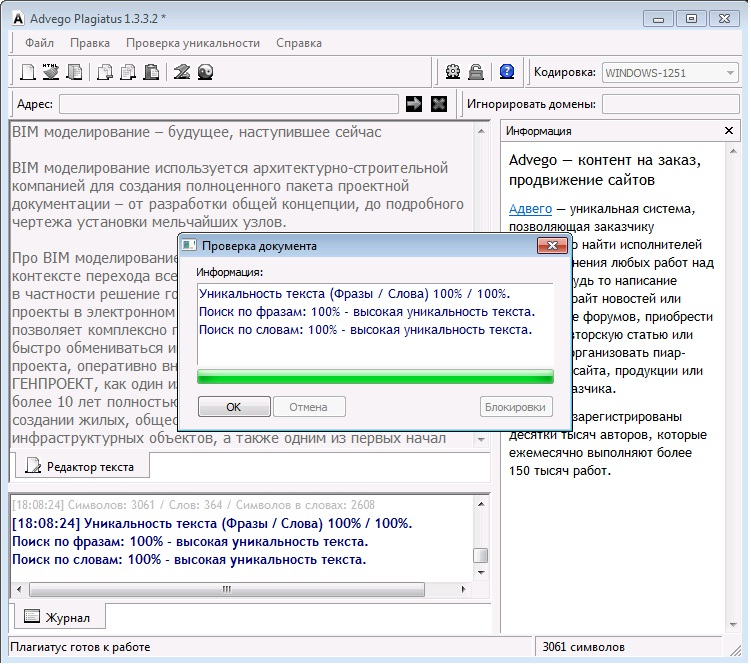 Advego Plagiatus 1.3.3.2 *
Файл Правка Проверка уникальности Справка
Кодировка: WINDOWS-1251
Адрес: Игнорировать домены:
BIM моделирование – будущее, наступившее сейчас
BIM моделирование используется архитектурно-строительной
компанией для создания полноценного пакета проектной
документации – от разработки общей концепции, до подробного
чертежа установки мельчайших узлов.
Про BIM моделирование
контексте перехода все
в частности решение го
проекты в электронном
позволяет комплексно п
быстро обмениваться и
проекта, оперативно вн
ГЕНПРОЕКТ, как один из
более 10 лет полностью
создании жилых, общес
инфраструктурных объектов, а также одним из первых начал
Редактор текста
Информация
Advego — контент на заказ,
продвижение сайтов
Адвего — уникальная система,
позволяющая заказчику
о найти исполнителей
нения любых работ над
удь то написание
райт новостей или
е форумов, приобрести
вторскую статью или
организовать пиар-
сайта, продукции или
казчика.
зарегистрированы
десятки тысяч авторов, которые
ежемесячно выполняют более
150 тысяч работ.
Проверка документа
Информация:
Уникальность текста (Фразы / Слова) 100% / 100%.
Поиск по фразам: 100% - высокая уникальность текста.
Поиск по словам: 100% - высокая уникальность текста.
OK Отмена Блокировки
[18:08:24] Символов: 3061 / Слов: 364 / Символов в словах: 2608
[18:08:24] Уникальность текста (Фразы / Слова) 100% / 100%.
Поиск по фразам: 100% - высокая уникальность текста.
Поиск по словам: 100% - высокая уникальность текста.
Журнал
Плагиатус готов к работе 3061 символов